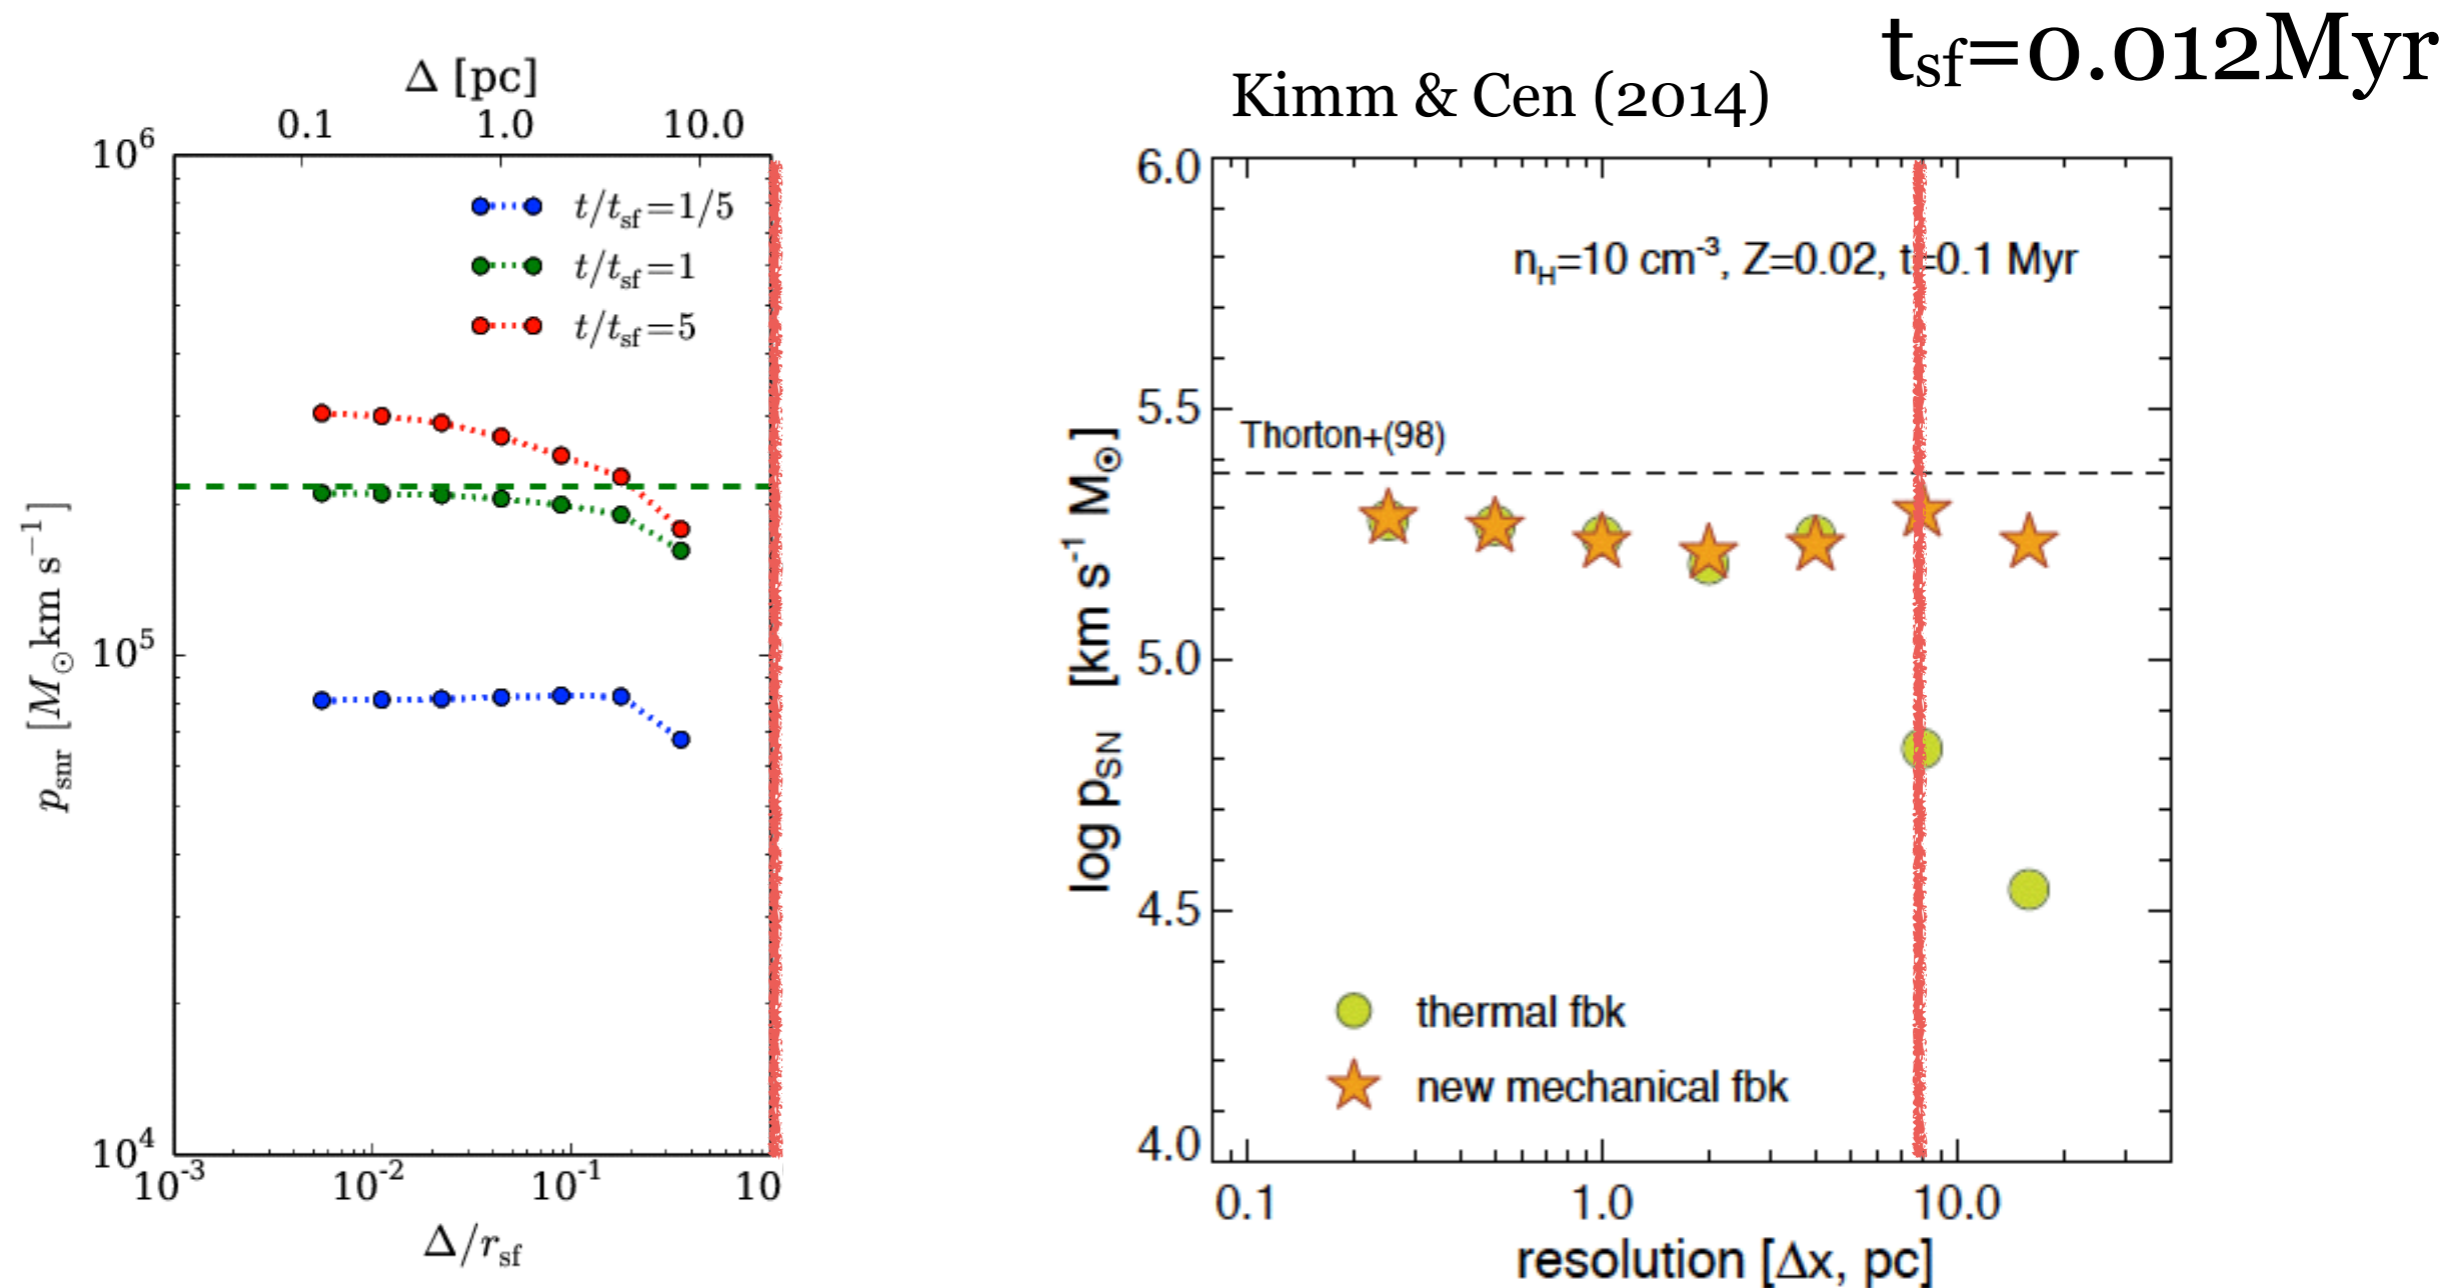 t_sf=0.012Myr
Kimm & Cen (2014)
Δ [pc]
0.1 1.0 10.0
10^6
10^5
10^4
t/t_sf=1/5
t/t_sf=1
t/t_sf=5
p_snr [M_⊙km s^−1]
10^-3 10^-2 10^-1 10
Δ/r_sf
6.0
5.5
5.0
4.5
4.0
n_H=10 cm^-3, Z=0.02, t=0.1 Myr
Thorton+(98)
log p_SN [km s^-1 M_⊙]
thermal fbk
new mechanical fbk
0.1 1.0 10.0
resolution [Δx, pc]